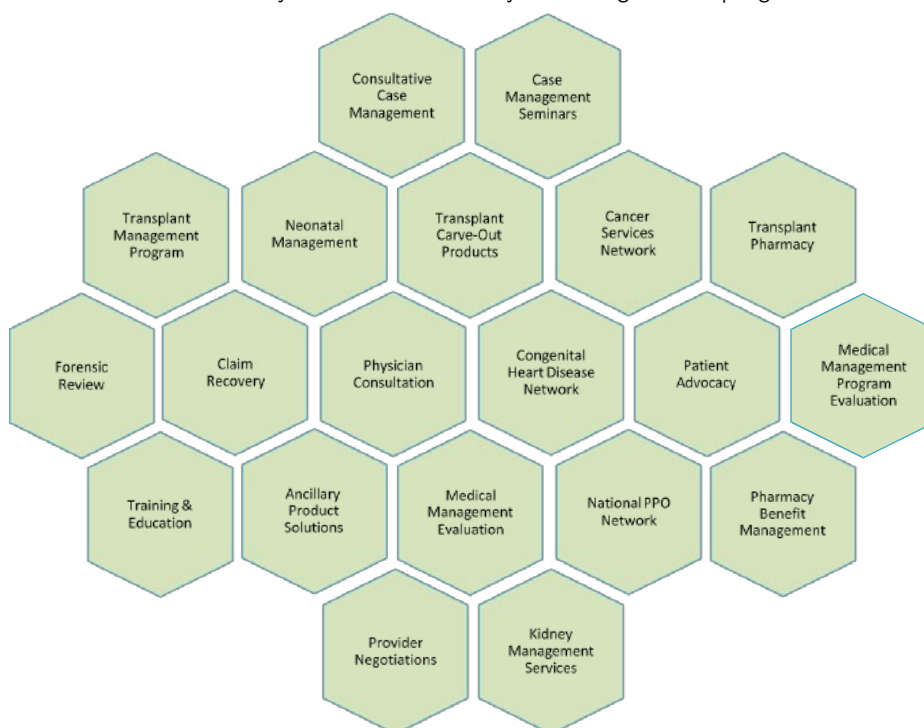 Consultative
Case
Management
Case
Management
Seminars
Transplant
Management
Program
Neonatal
Management
Transplant
Carve-Out
Products
Cancer
Services
Network
Transplant
Pharmacy
Forensic
Review
Claim
Recovery
Physician
Consultation
Congenital
Heart Disease
Network
Patient
Advocacy
Medical
Management
Program
Evaluation
Training &
Education
Ancillary
Product
Solutions
Medical
Management
Evaluation
National PPO
Network
Pharmacy
Benefit
Management
Provider
Negotiations
Kidney
Management
Services